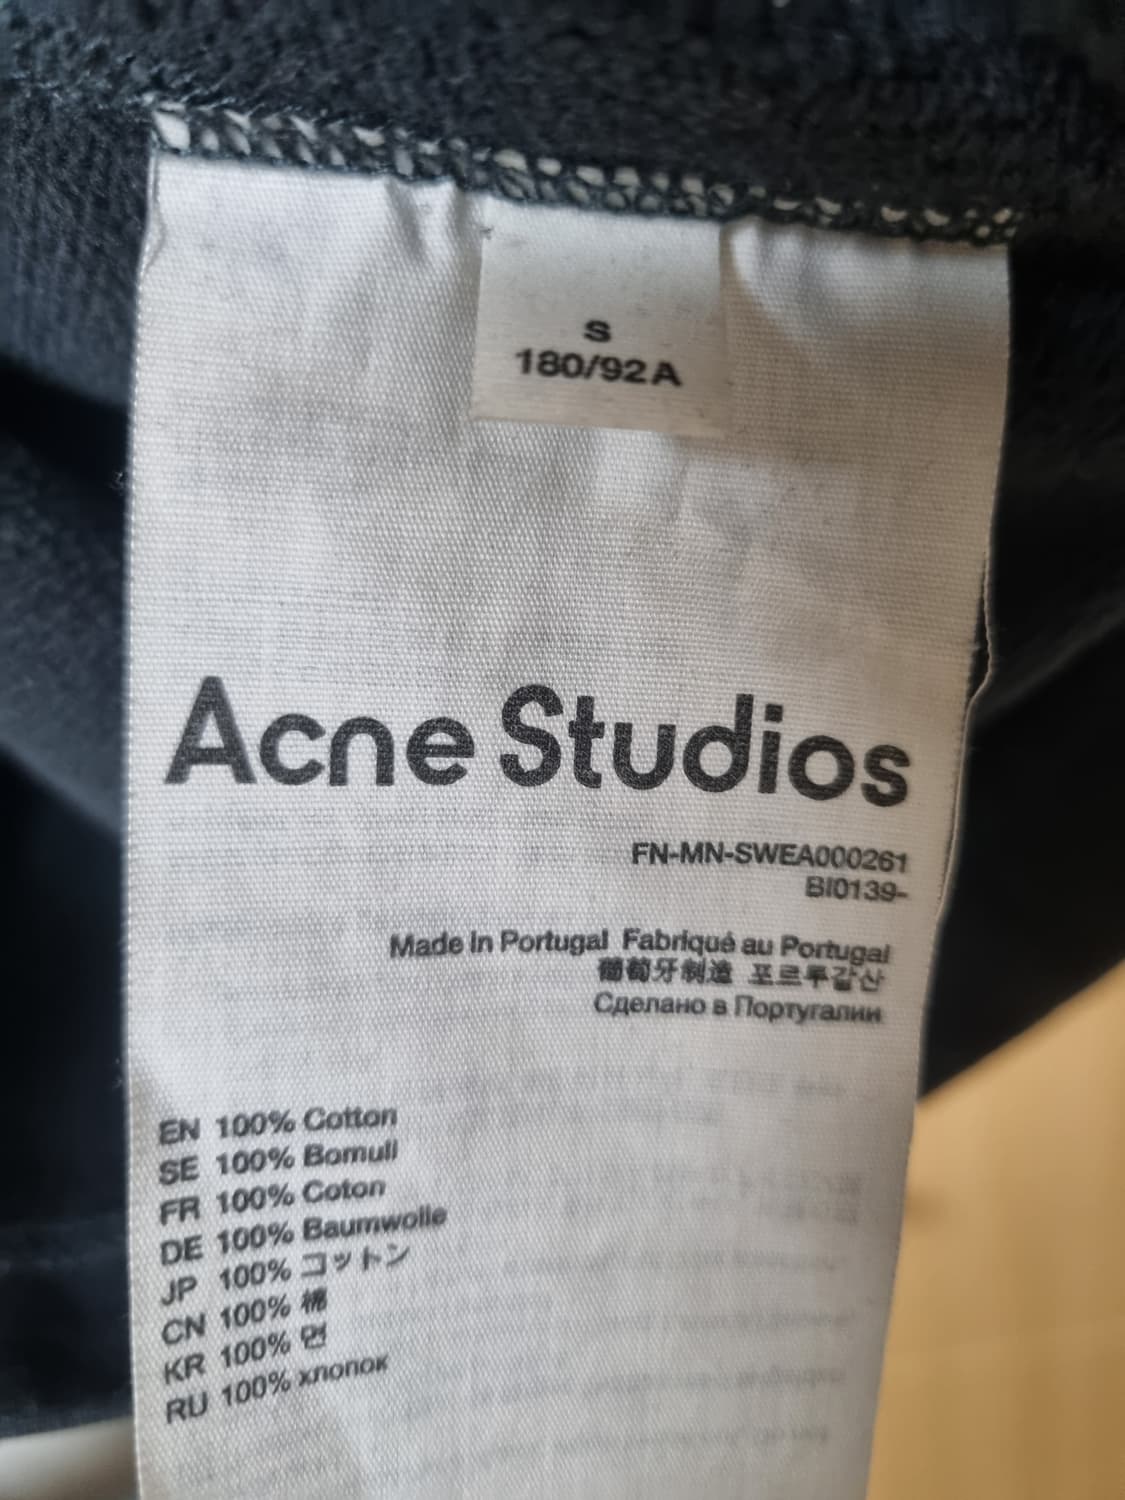 S
180/92A
Acne Studios
FN-MN-SWEA000261
BI0139-
Made in Portugal Fabriqué au Portugal
葡萄牙制造 포르투갈산
Сделано в Португалии
EN 100% Cotton
SE 100% Bomull
FR 100% Coton
DE 100% Baumwolle
JP 100% コットン
CN 100% 棉
KR 100% 면
RU 100% хлопок